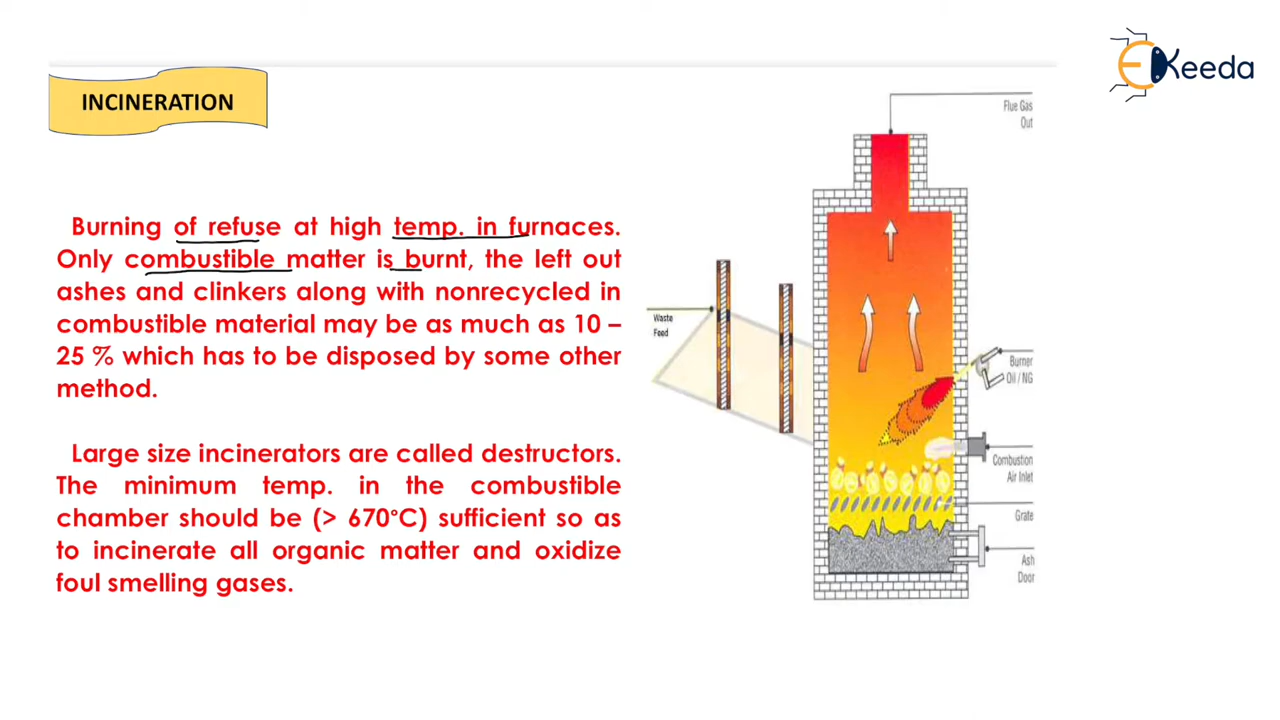 Keeda
INCINERATION
Burning of refuse at high temp. in furnaces.
Only combustible matter is burnt, the left out
ashes and clinkers along with nonrecycled in
combustible material may be as much as 10 –
25 % which has to be disposed by some other
method.
Large size incinerators are called destructors.
The minimum temp. in the combustible
chamber should be (> 670°C) sufficient so as
to incinerate all organic matter and oxidize
foul smelling gases.
Flue Gas
Out
Waste
Feed
Burner
Oil / NG
Combustion
Air Inlet
Grate
Ash
Door